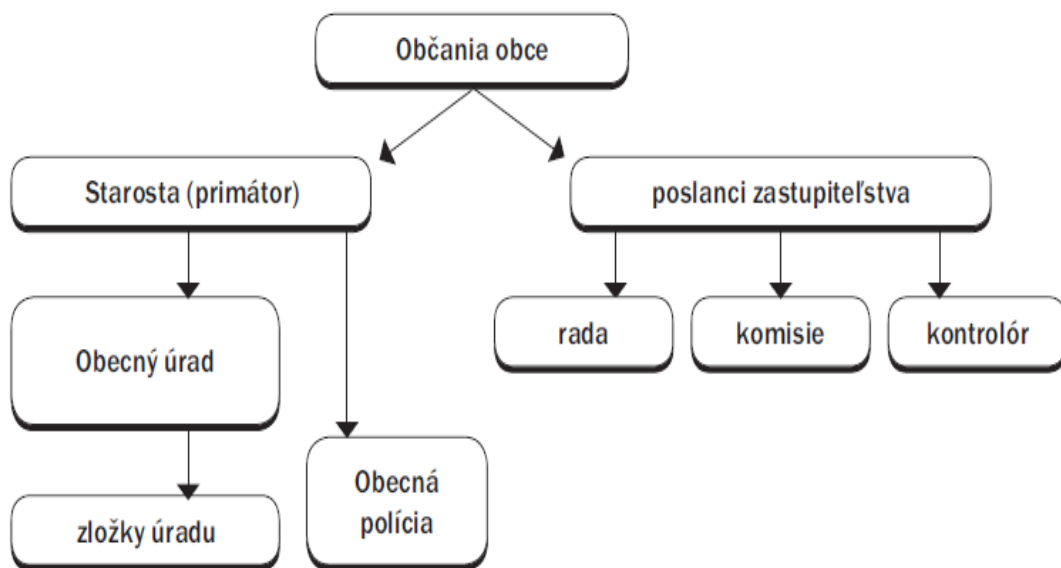 Občania obce
Starosta (primátor)
poslanci zastupiteľstva
Obecný úrad
rada
komisie
kontrolór
Obecná
polícia
zložky úradu